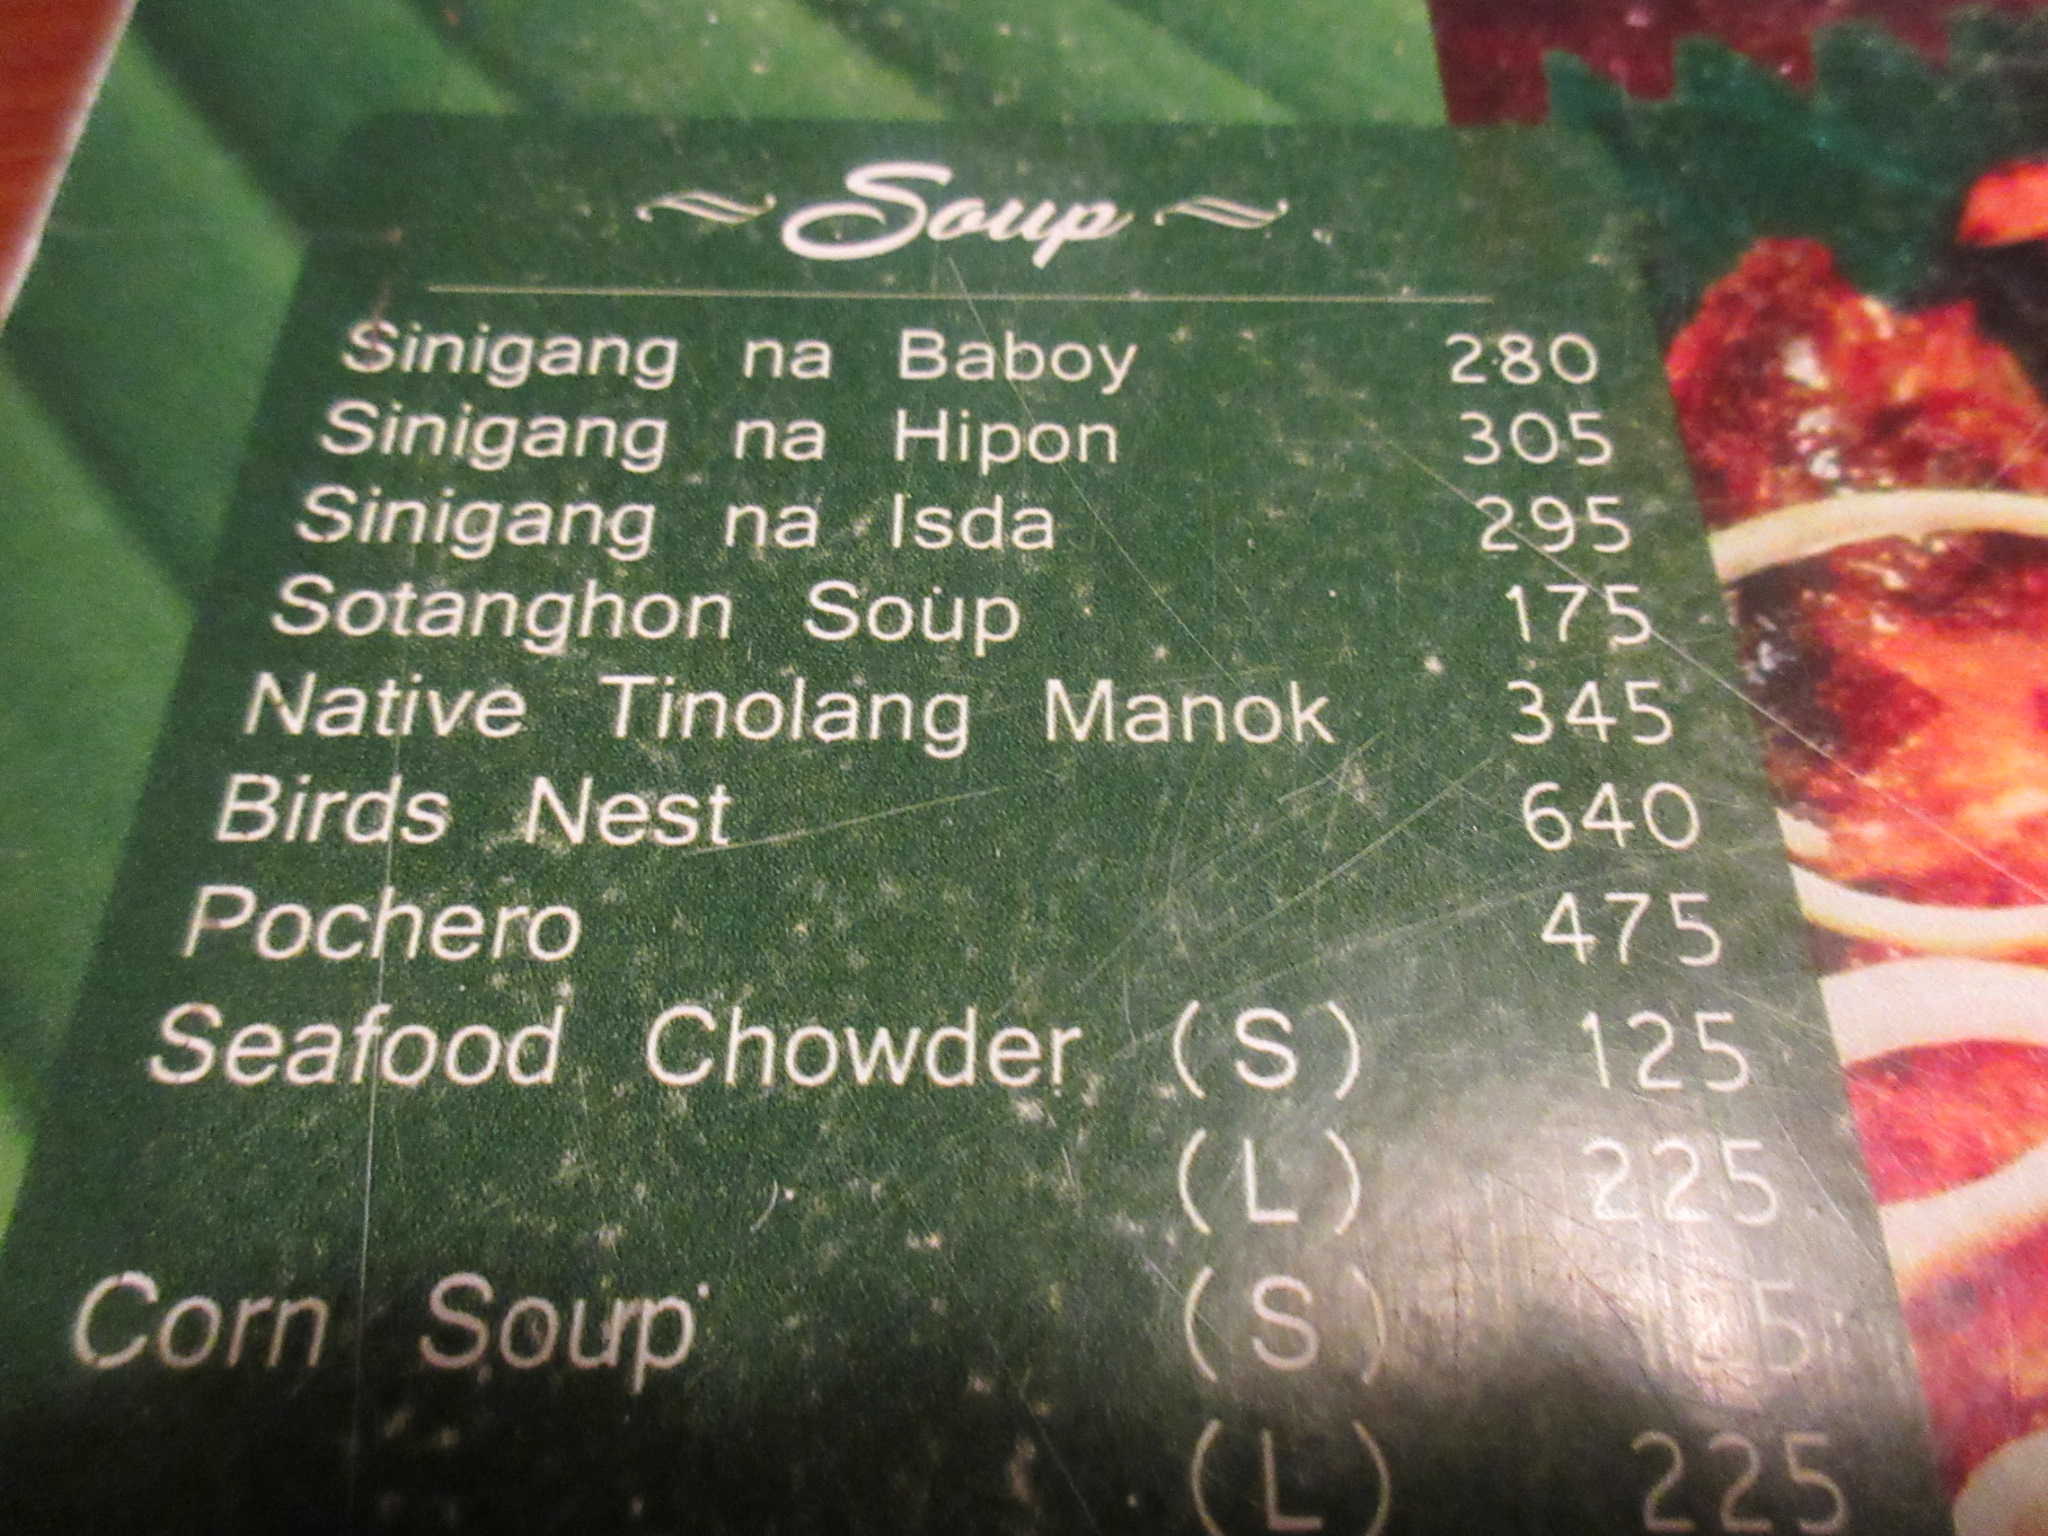 Soup
Sinigang na Baboy 280
Sinigang na Hipon 305
Sinigang na Isda 295
Sotanghon Soup 175
Native Tinolang Manok 345
Birds Nest 640
Pochero 475
Seafood Chowder (S) 125
(L) 225
Corn Soup (S) 125
(L) 225